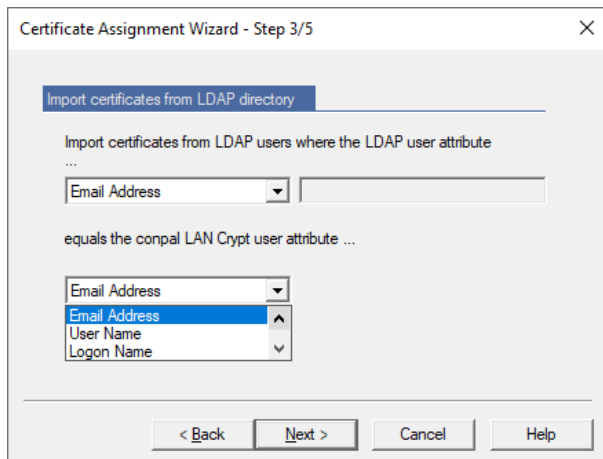 Certificate Assignment Wizard - Step 3/5
Import certificates from LDAP directory
Import certificates from LDAP users where the LDAP user attribute
...
Email Address
equals the conpal LAN Crypt user attribute ...
Email Address
Email Address
User Name
Logon Name
< Back Next > Cancel Help